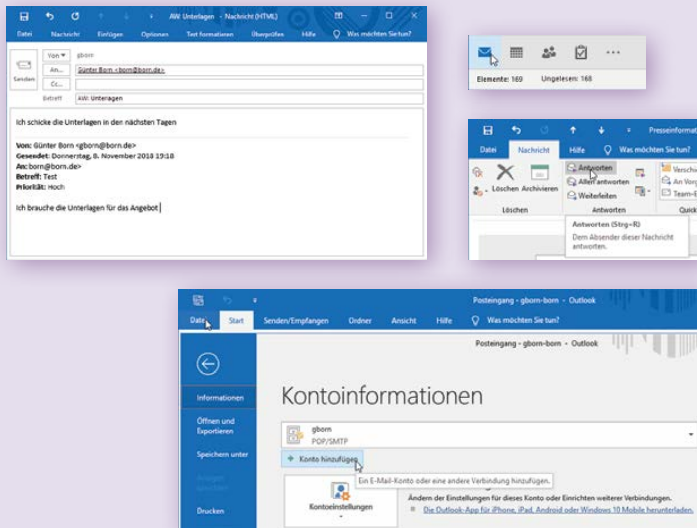 AW: Unterlagen - Nachricht (HTML)
Datei Nachricht Einfügen Optionen Text formatieren Überprüfen Hilfe Was möchten Sie tun?
Senden
Von gborn
An... Günter Born <born@born.de>
Cc...
Betreff AW: Unterlagen
Ich schicke die Unterlagen in den nächsten Tagen
Von: Günter Born <gborn@born.de>
Gesendet: Donnerstag, 8. November 2018 19:18
An: born@born.de>
Betreff: Test
Priorität: Hoch
Ich brauche die Unterlagen für das Angebot
Elemente: 169 Ungelesen: 168
Presseinformat
Datei Nachricht Hilfe Was möchten Sie tun?
Löschen Archivieren
Antworten
Allen antworten
Weiterleiten
Verschi
An Vorg
Team-E
Löschen Antworten Quick
Antworten (Strg+R)
Dem Absender dieser Nachricht
antworten.
Posteingang - gborn-born - Outlook
Datei Start Senden/Empfangen Ordner Ansicht Hilfe Was möchten Sie tun?
Posteingang - gborn-born - Outlook
Informationen
Öffnen und
Exportieren
Speichern unter
Drucken
Kontoinformationen
gborn
POP/SMTP
Konto hinzufügen
Ein E-Mail-Konto oder eine andere Verbindung hinzufügen.
Kontoeinstellungen
Ändern der Einstellungen für dieses Konto oder Einrichten weiterer Verbindungen.
Die Outlook-App für iPhone, iPad, Android oder Windows 10 Mobile herunterladen.